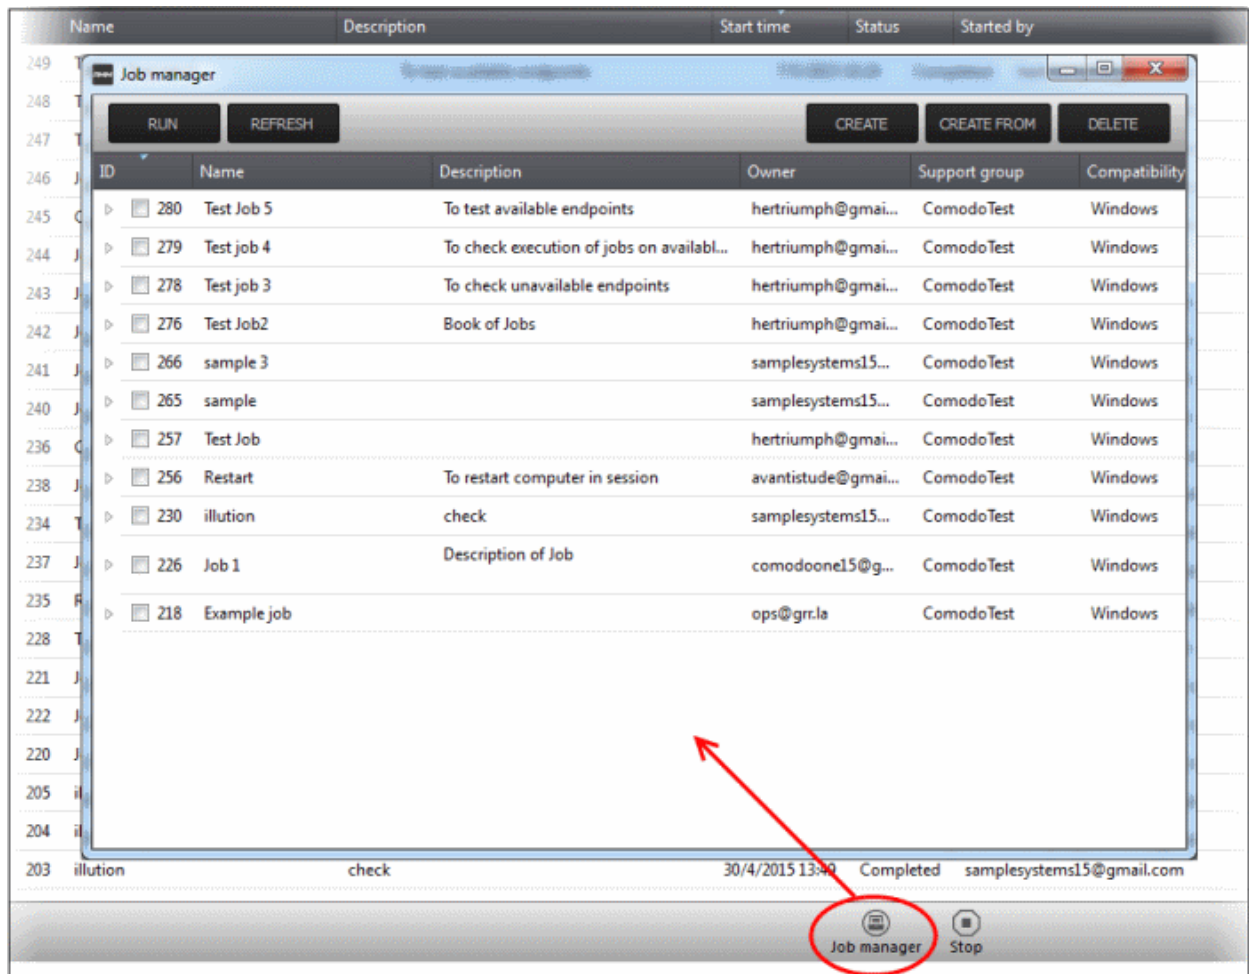 Name Description Start time Status Started by
249
Job manager
248
RUN REFRESH CREATE CREATE FROM DELETE
247
ID Name Description Owner Support group Compatibility
246
280 Test Job 5 To test available endpoints hertriumph@gmai... ComodoTest Windows
245
279 Test job 4 To check execution of jobs on availabl... hertriumph@gmai... ComodoTest Windows
244
278 Test job 3 To check unavailable endpoints hertriumph@gmai... ComodoTest Windows
243
276 Test Job2 Book of Jobs hertriumph@gmai... ComodoTest Windows
242
266 sample 3 samplesystems15... ComodoTest Windows
241
265 sample samplesystems15... ComodoTest Windows
240
257 Test Job hertriumph@gmai... ComodoTest Windows
236
256 Restart To restart computer in session avantistude@gmai... ComodoTest Windows
238
230 illution check samplesystems15... ComodoTest Windows
234
226 Job 1 Description of Job comodoone15@g... ComodoTest Windows
237
235
218 Example job ops@grr.la ComodoTest Windows
228
221
222
220
205
204
203 illution check 30/4/2015 13:49 Completed samplesystems15@gmail.com
Job manager Stop